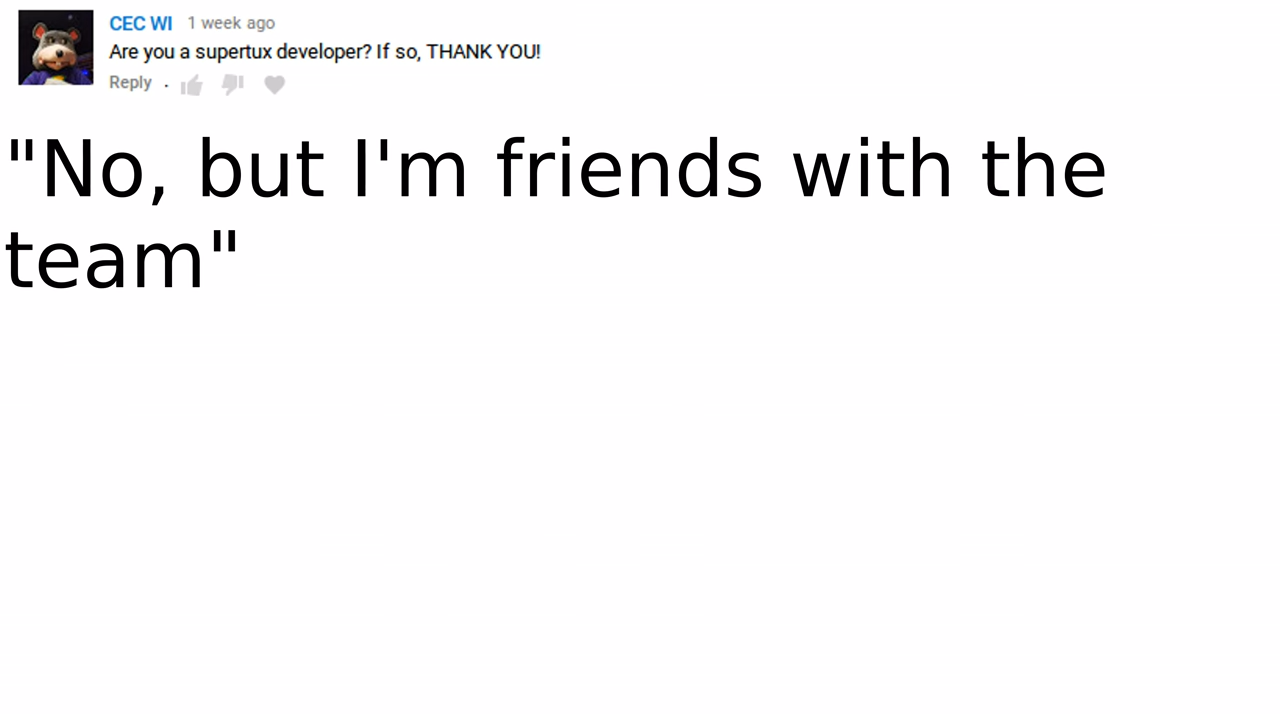 CEC WI 1 week ago
Are you a supertux developer? If so, THANK YOU!
Reply .
"No, but I'm friends with the
team"